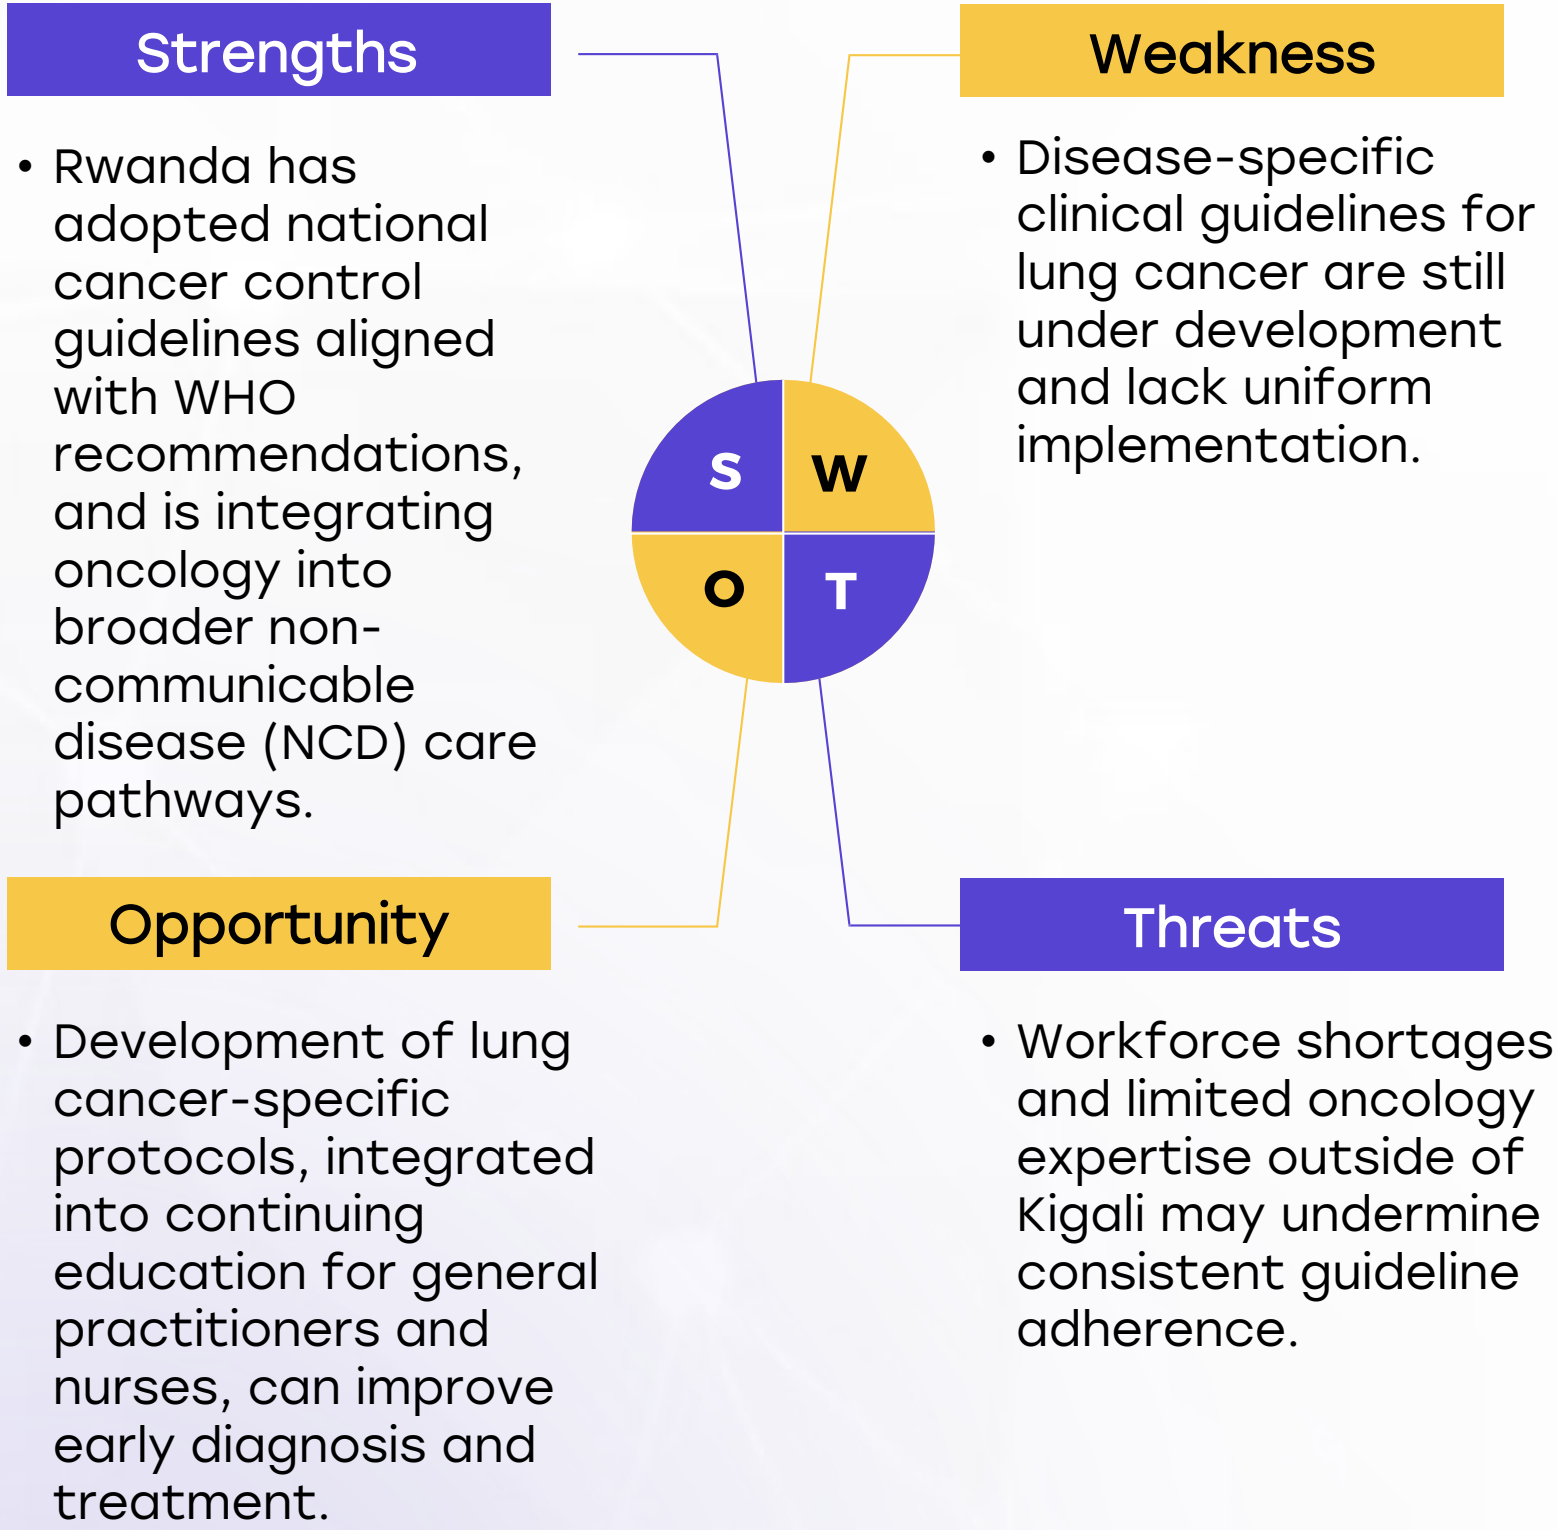 Strengths
• Rwanda has
adopted national
cancer control
guidelines aligned
with WHO
recommendations,
and is integrating
oncology into
broader non-
communicable
disease (NCD) care
pathways.
Weakness
• Disease-specific
clinical guidelines for
lung cancer are still
under development
and lack uniform
implementation.
S
W
O
T
Opportunity
• Development of lung
cancer-specific
protocols, integrated
into continuing
education for general
practitioners and
nurses, can improve
early diagnosis and
treatment.
Threats
• Workforce shortages
and limited oncology
expertise outside of
Kigali may undermine
consistent guideline
adherence.